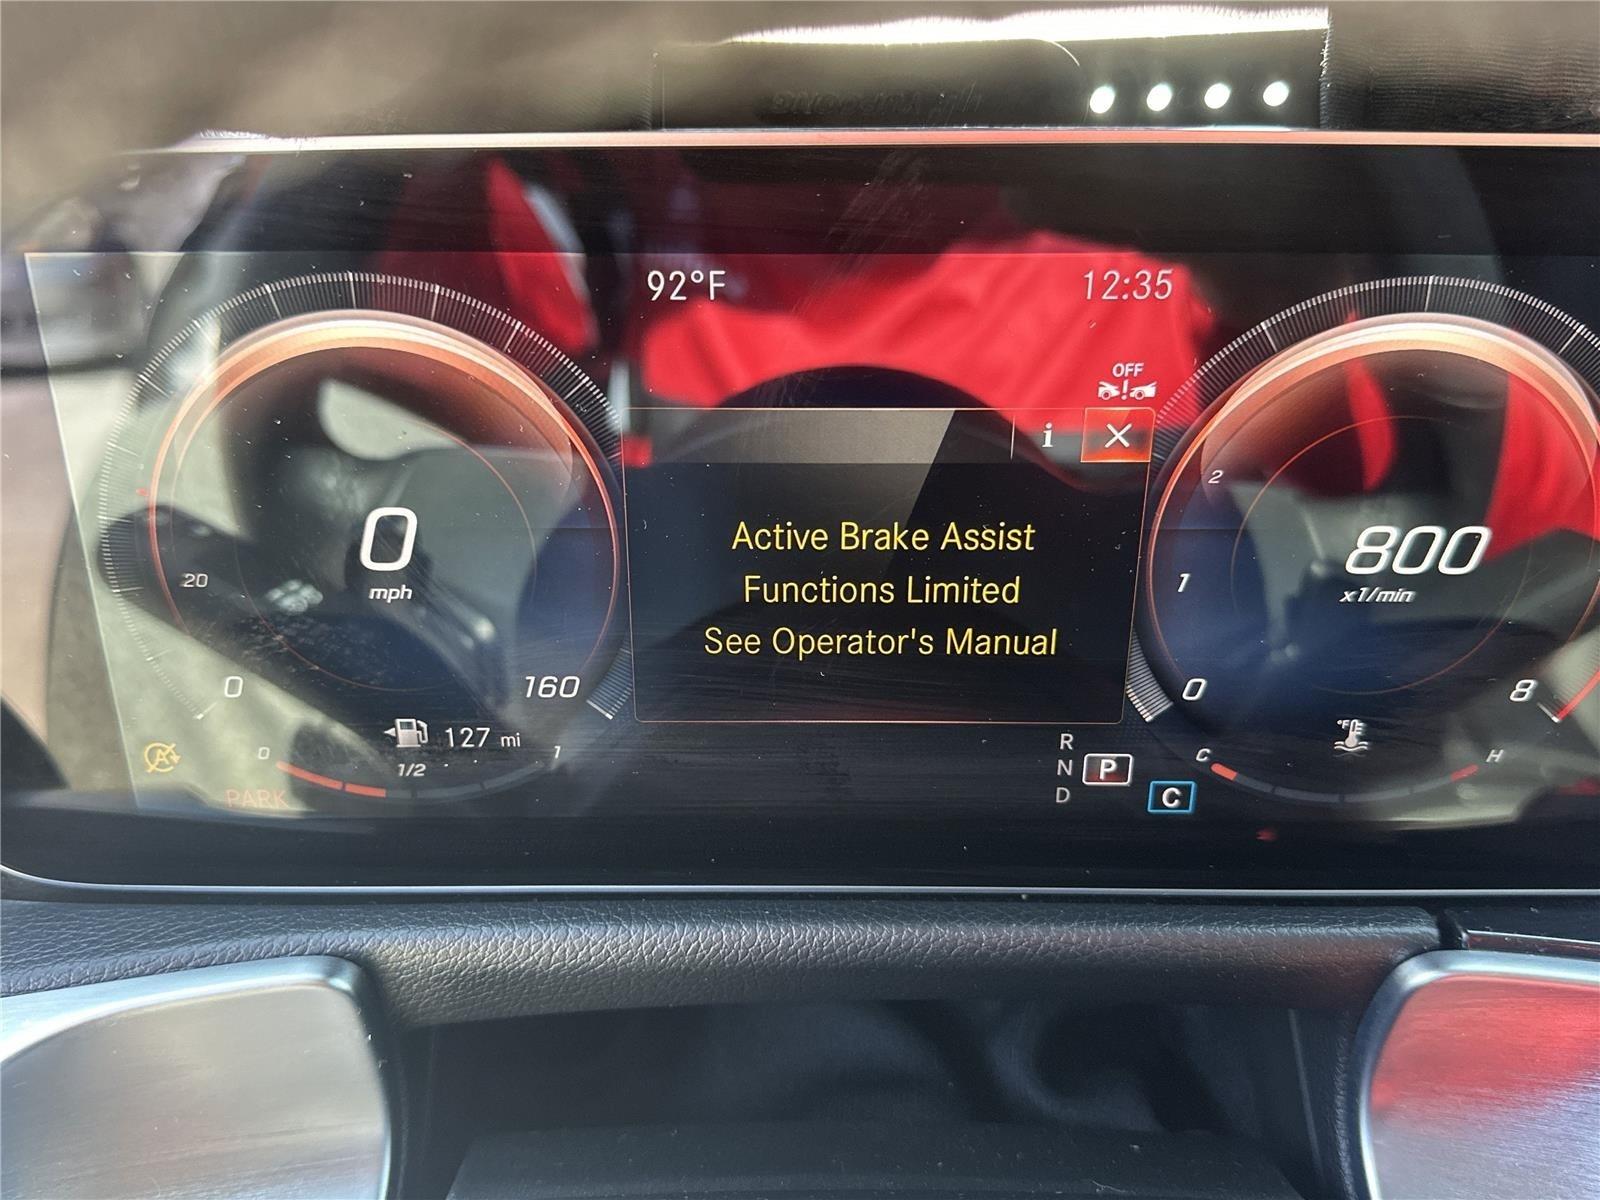 92°F
12:35
OFF
i
Active Brake Assist
Functions Limited
See Operator's Manual
0
mph
20
0
160
127 mi
0
1/2
1
PARK
A
2
1
0
8
800
x1/min
R
N
D
P
C
°F
C
H